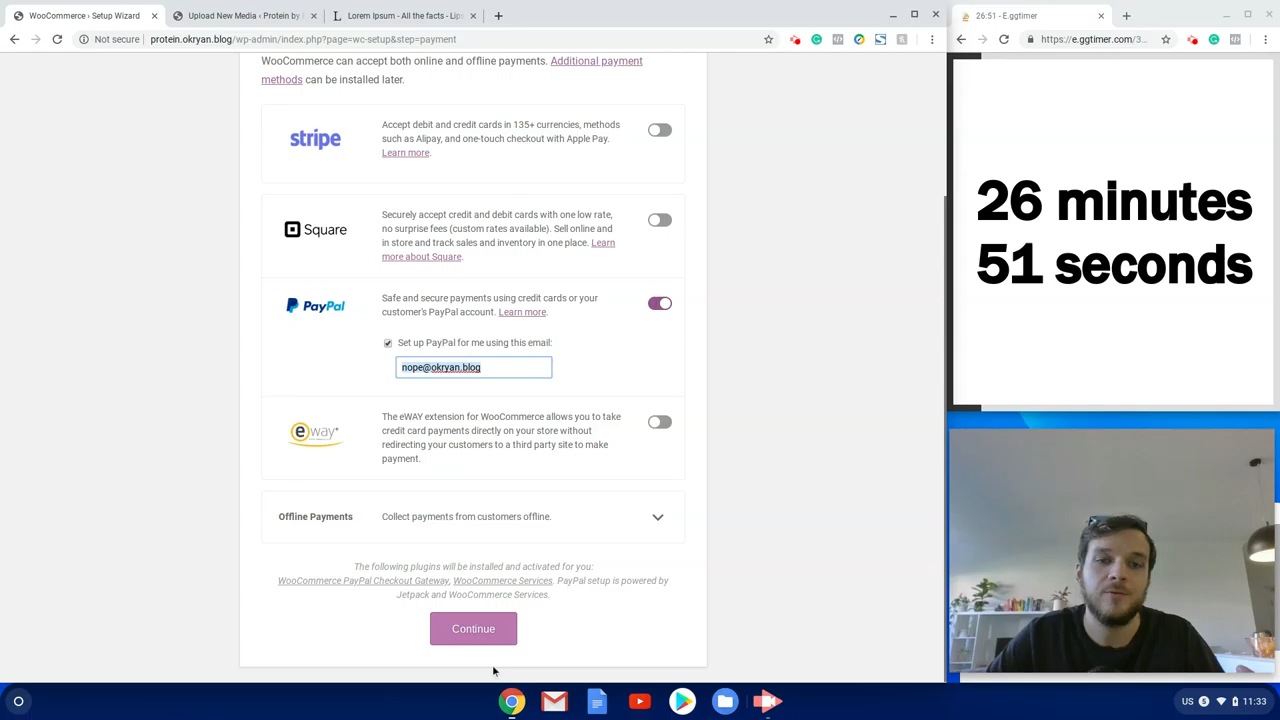 WooCommerce › Setup Wizard
Upload New Media ‹ Protein by
Lorem Ipsum - All the facts - Lips
26:51 - E.ggtimer
Not secure
protein.okryan.blog/wp-admin/index.php?page=wc-setup&step=payment
https://e.ggtimer.com/3...
WooCommerce can accept both online and offline payments. Additional payment
methods can be installed later.
stripe
Accept debit and credit cards in 135+ currencies, methods
such as Alipay, and one-touch checkout with Apple Pay.
Learn more.
Square
Securely accept credit and debit cards with one low rate,
no surprise fees (custom rates available). Sell online and
in store and track sales and inventory in one place. Learn
more about Square.
PayPal
Safe and secure payments using credit cards or your
customer's PayPal account. Learn more.
Set up PayPal for me using this email:
nope@okryan.blog
eway
The eWAY extension for WooCommerce allows you to take
credit card payments directly on your store without
redirecting your customers to a third party site to make
payment.
Offline Payments
Collect payments from customers offline.
The following plugins will be installed and activated for you:
WooCommerce PayPal Checkout Gateway, WooCommerce Services. PayPal setup is powered by
Jetpack and WooCommerce Services.
Continue
26 minutes
51 seconds
US
5
11:33